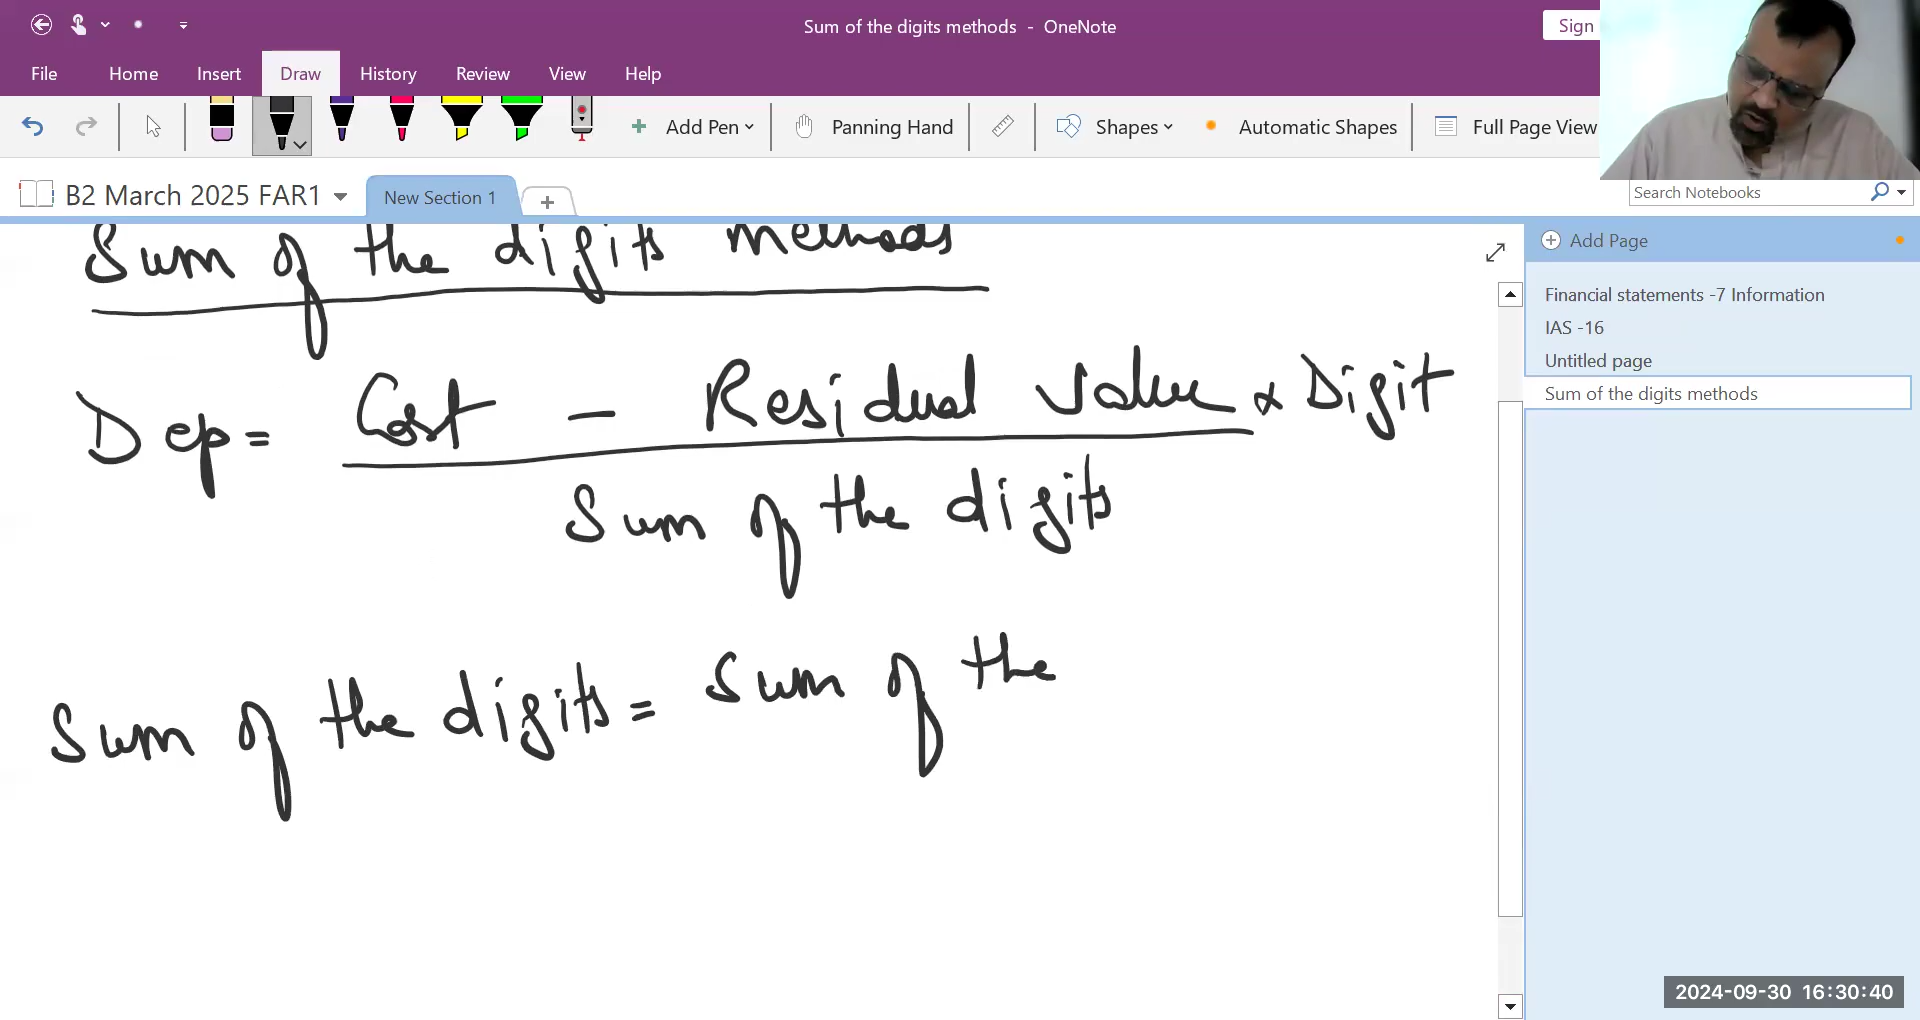 Sum of the digits methods - OneNote
Sign
File Home Insert Draw History Review View Help
Add Pen Panning Hand Shapes Automatic Shapes Full Page View
B2 March 2025 FAR1 New Section 1
Search Notebooks
Sum of the digits methods
Dep = Cost - Residual value x Digit
Sum of the digits
Sum of the digits = Sum of the
Add Page
Financial statements -7 Information
IAS -16
Untitled page
Sum of the digits methods
2024-09-30 16:30:40